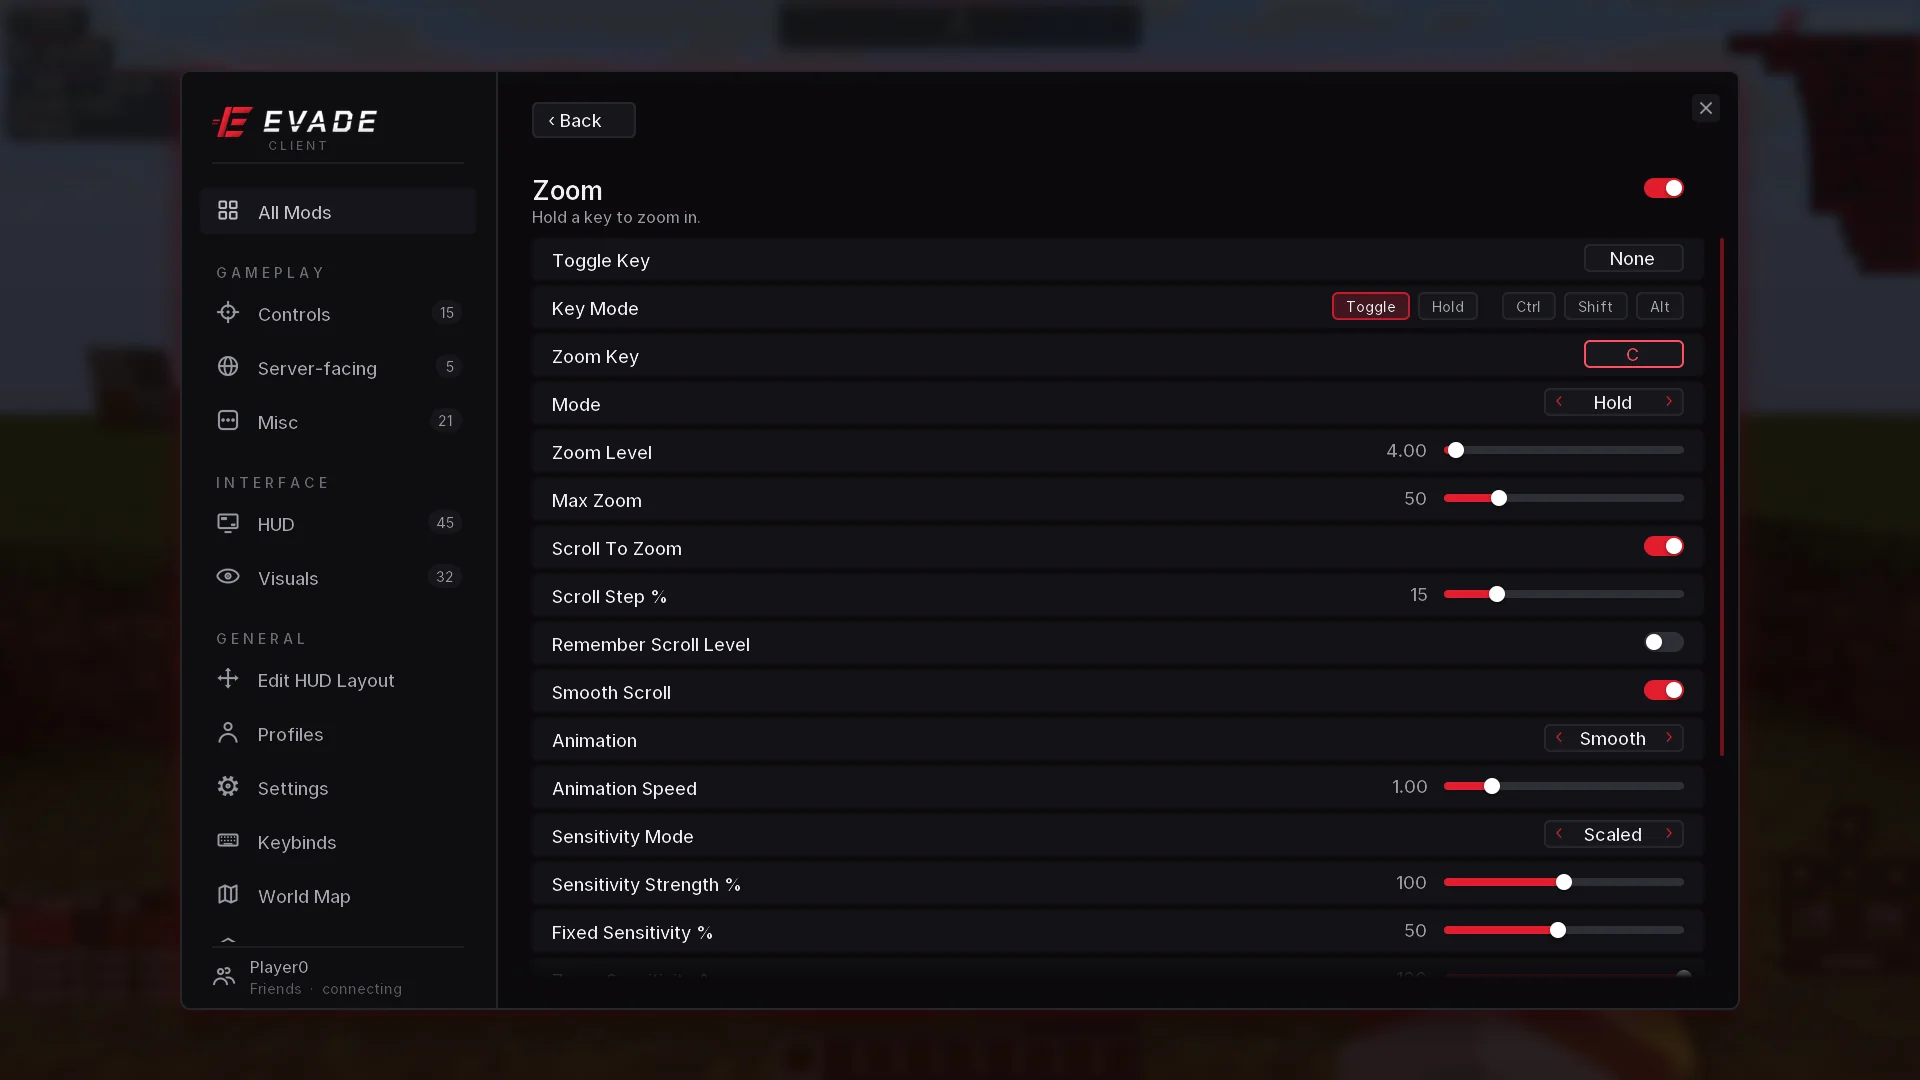 EVADE
CLIENT
All Mods
GAMEPLAY
Controls 15
Server-facing 5
Misc 21
INTERFACE
HUD 45
Visuals 32
GENERAL
Edit HUD Layout
Profiles
Settings
Keybinds
World Map
Player0
Friends · connecting
‹ Back
Zoom
Hold a key to zoom in.
Toggle Key None
Key Mode Toggle Hold Ctrl Shift Alt
Zoom Key C
Mode ‹ Hold ›
Zoom Level 4.00
Max Zoom 50
Scroll To Zoom
Scroll Step % 15
Remember Scroll Level
Smooth Scroll
Animation ‹ Smooth ›
Animation Speed 1.00
Sensitivity Mode ‹ Scaled ›
Sensitivity Strength % 100
Fixed Sensitivity % 50